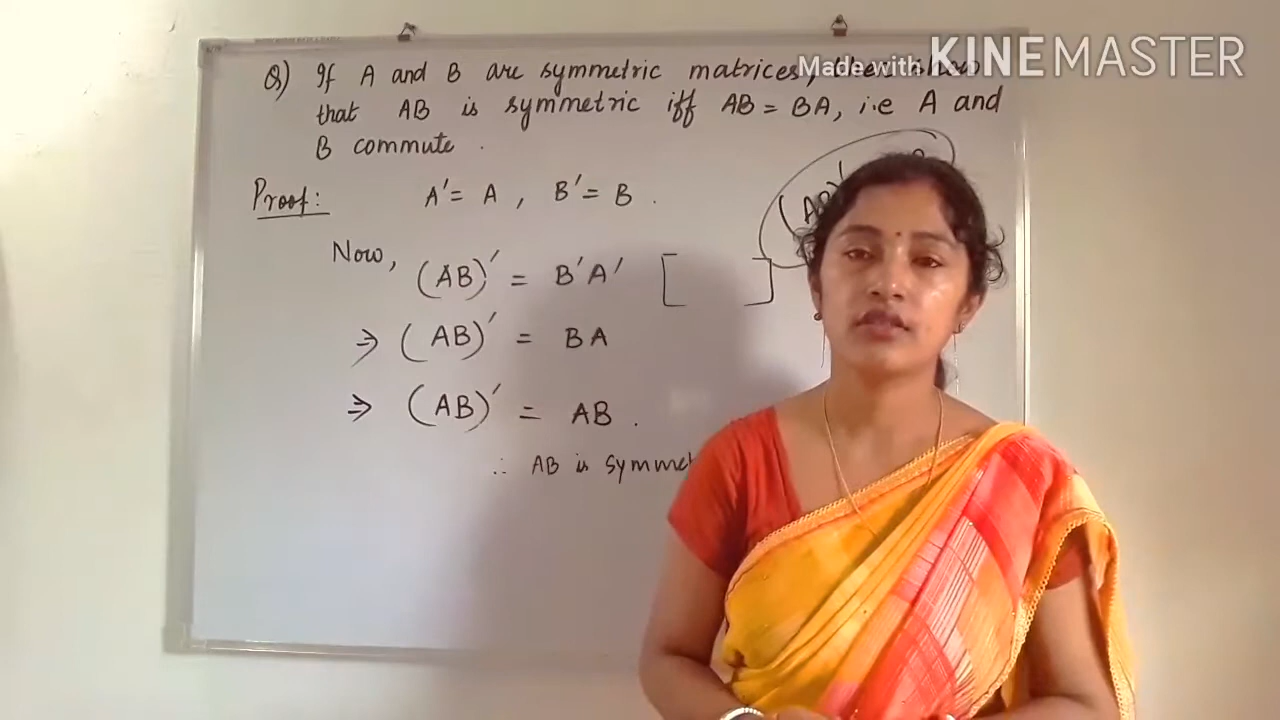 Made with KINEMASTER
Q) If A and B are symmetric matrices,
that AB is symmetric iff AB = BA, i.e A and
B commute .
Proof: A' = A , B' = B .
Now,
(AB)' = B'A' [ ]
⇒ (AB)' = BA
⇒ (AB)' = AB .
∴ AB is